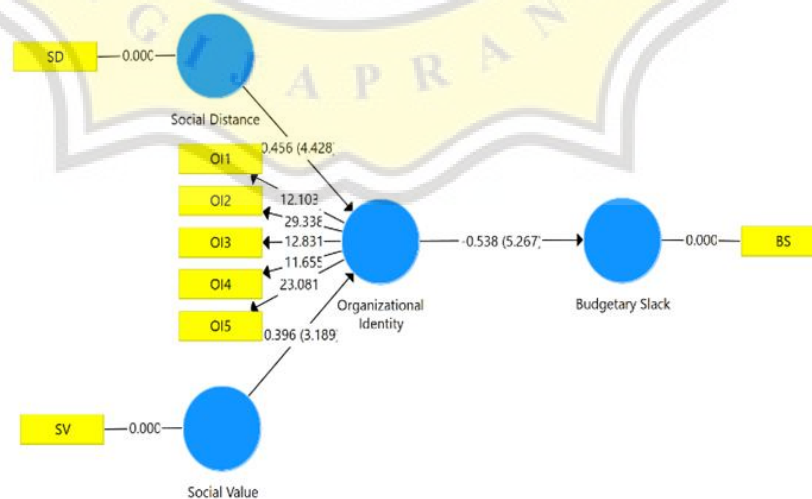 G I J A P R A N
SD
0.000
Social Distance
0.456 (4.428)
OI1
OI2
OI3
OI4
OI5
12.103
29.338
12.831
11.655
23.081
Organizational
Identity
-0.538 (5.267)
Budgetary Slack
0.000
BS
0.396 (3.189)
SV
0.000
Social Value